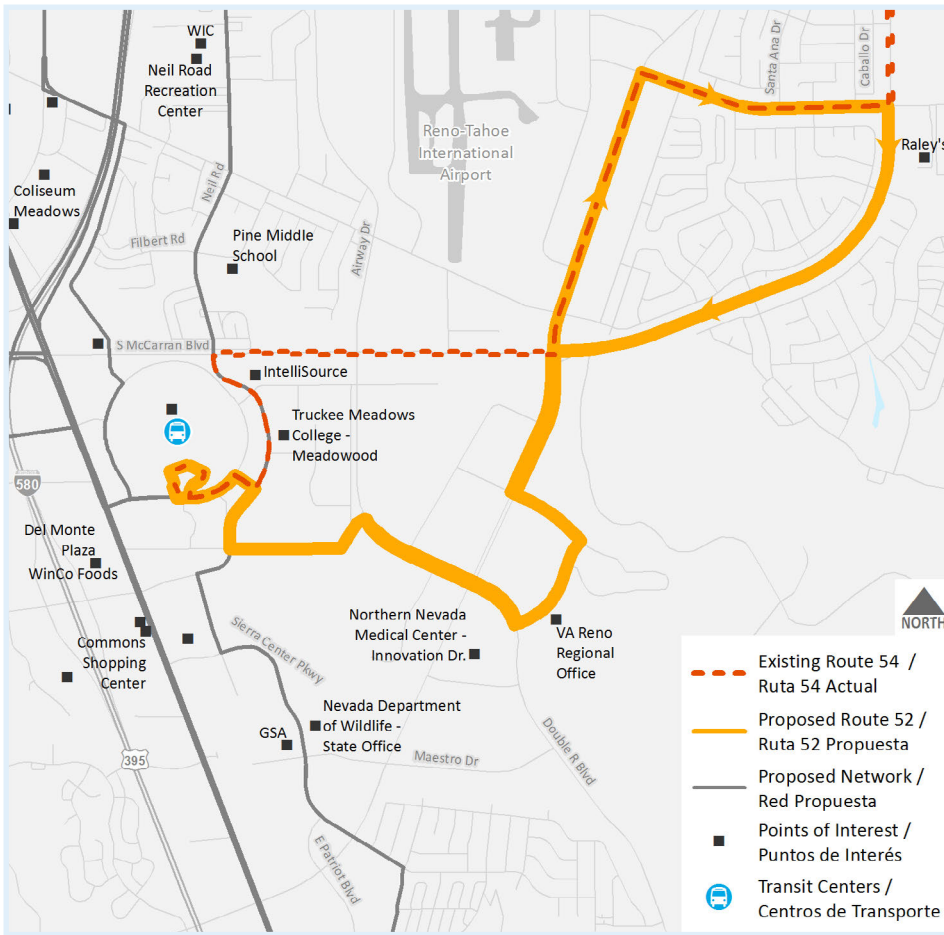 WIC
Neil Road
Recreation
Center
Santa Ana Dr
Caballo Dr
Reno-Tahoe
International
Airport
Raley's
Coliseum
Meadows
Neil Rd
Filbert Rd
Pine Middle
School
Airway Dr
S McCarran Blvd
IntelliSource
Truckee Meadows
College -
Meadowood
580
Del Monte
Plaza
WinCo Foods
Northern Nevada
Medical Center -
Innovation Dr.
VA Reno
Regional
Office
Commons
Shopping
Center
Sierra Center Pkwy
Nevada Department
of Wildlife -
State Office
GSA
Maestro Dr
Double R Blvd
395
E Patriot Blvd
NORTH
Existing Route 54 /
Ruta 54 Actual
Proposed Route 52 /
Ruta 52 Propuesta
Proposed Network /
Red Propuesta
Points of Interest /
Puntos de Interés
Transit Centers /
Centros de Transporte